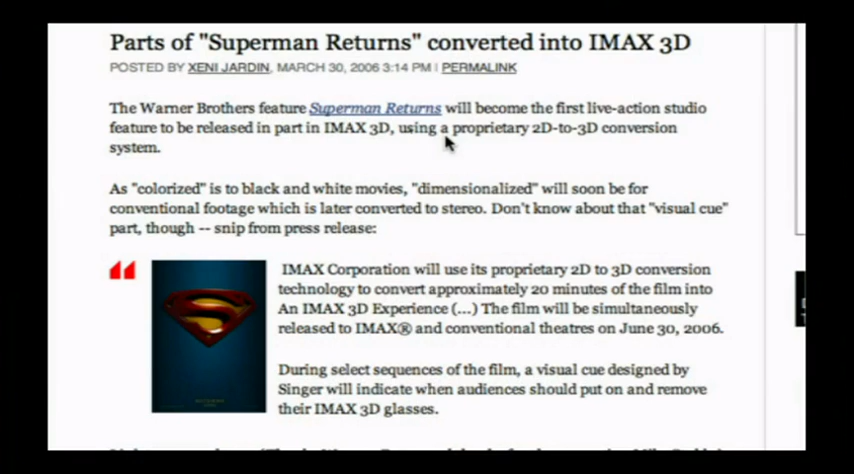 Parts of "Superman Returns" converted into IMAX 3D
POSTED BY XENI JARDIN, MARCH 30, 2006 3:14 PM | PERMALINK
The Warner Brothers feature Superman Returns will become the first live-action studio
feature to be released in part in IMAX 3D, using a proprietary 2D-to-3D conversion
system.
As "colorized" is to black and white movies, "dimensionalized" will soon be for
conventional footage which is later converted to stereo. Don't know about that "visual cue"
part, though -- snip from press release:
IMAX Corporation will use its proprietary 2D to 3D conversion
technology to convert approximately 20 minutes of the film into
An IMAX 3D Experience (...) The film will be simultaneously
released to IMAX® and conventional theatres on June 30, 2006.
During select sequences of the film, a visual cue designed by
Singer will indicate when audiences should put on and remove
their IMAX 3D glasses.